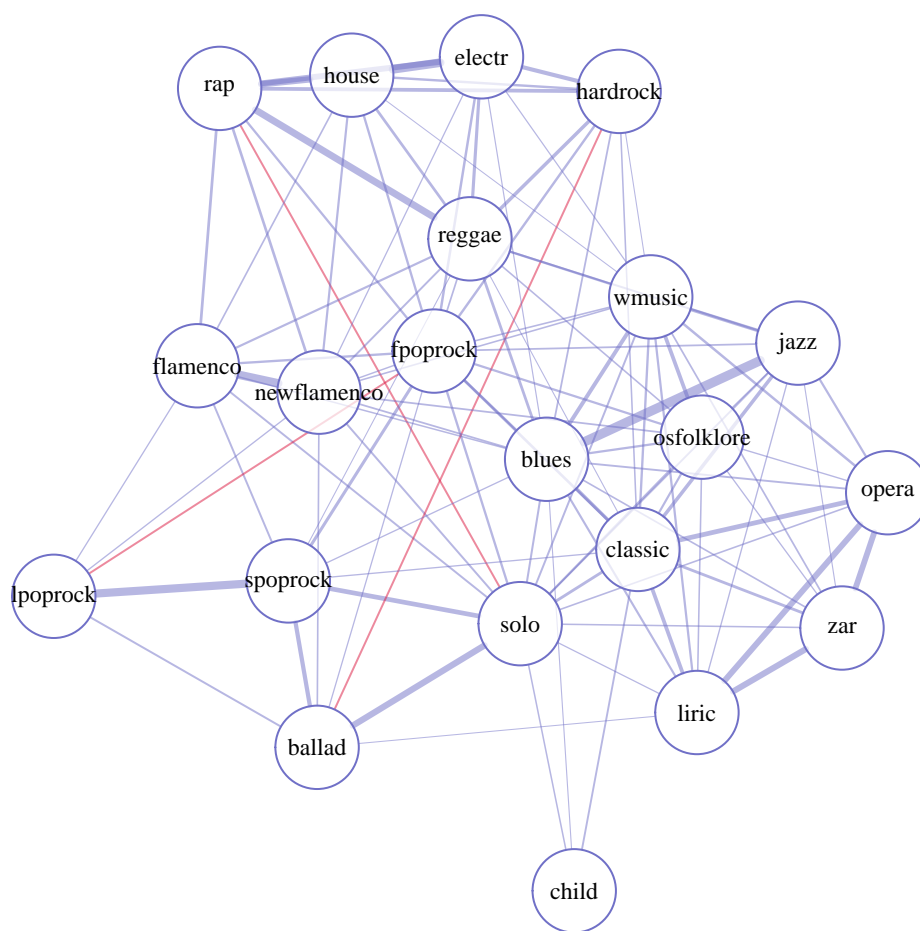 electr
house
rap
hardrock
reggae
wmusic
jazz
fpoprock
flamenco
newflamenco
osfolklore
blues
opera
classic
spoprock
lpoprock
solo
zar
liric
ballad
child